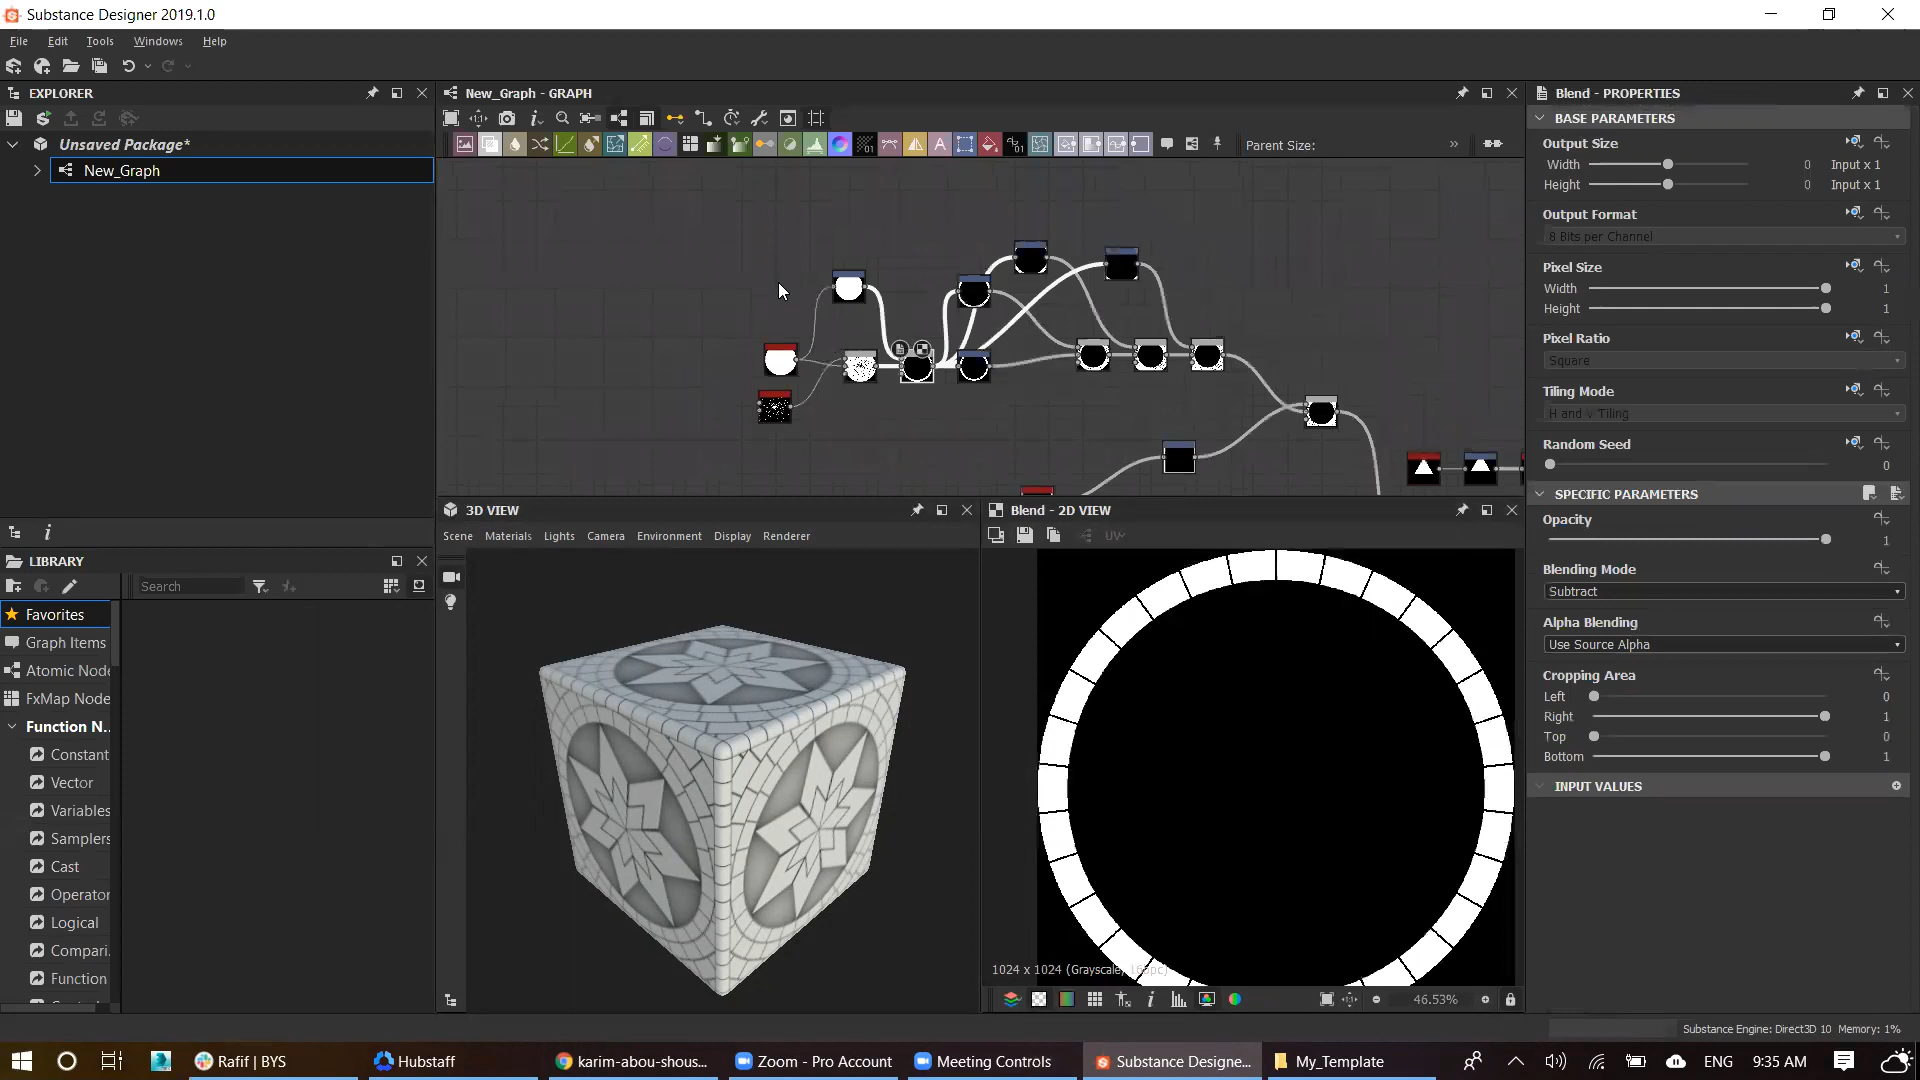 Substance Designer 2019.1.0
File Edit Tools Windows Help
EXPLORER
Unsaved Package*
New_Graph
New_Graph - GRAPH
Parent Size:
»
LIBRARY
Search
Favorites
Graph Items
Atomic Node
FxMap Node
Function N..
Constant
Vector
Variables
Samplers
Cast
Operator
Logical
Compari.
Function
3D VIEW
Scene Materials Lights Camera Environment Display Renderer
Blend - 2D VIEW
UV
1024 x 1024 (Grayscale, 16bpc)
46.53%
Blend - PROPERTIES
BASE PARAMETERS
Output Size
Width 0 Input x 1
Height 0 Input x 1
Output Format
8 Bits per Channel
Pixel Size
Width 1
Height 1
Pixel Ratio
Square
Tiling Mode
H and V Tiling
Random Seed
0
SPECIFIC PARAMETERS
Opacity
1
Blending Mode
Subtract
Alpha Blending
Use Source Alpha
Cropping Area
Left 0
Right 1
Top 0
Bottom 1
INPUT VALUES
Substance Engine: Direct3D 10 Memory: 1%
Rafif | BYS Hubstaff karim-abou-shous... Zoom - Pro Account Meeting Controls Substance Designe... My_Template ENG 9:35 AM